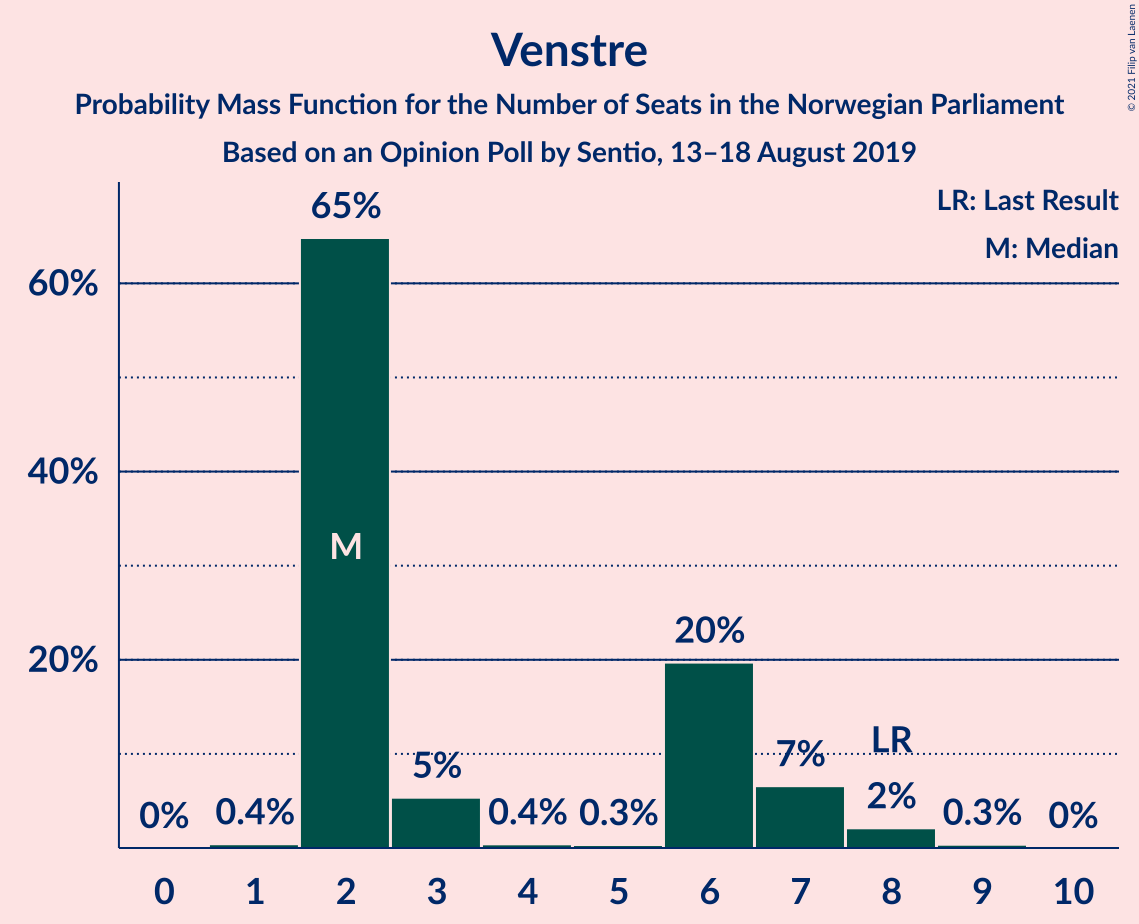 © 2021 Filip van Laenen
Venstre
Probability Mass Function for the Number of Seats in the Norwegian Parliament
Based on an Opinion Poll by Sentio, 13–18 August 2019
LR: Last Result
M: Median
65%
60%
40%
M
20%
20%
LR
7%
5%
2%
0%
0.4%
0.4%
0.3%
0.3%
0%
0 1 2 3 4 5 6 7 8 9 10